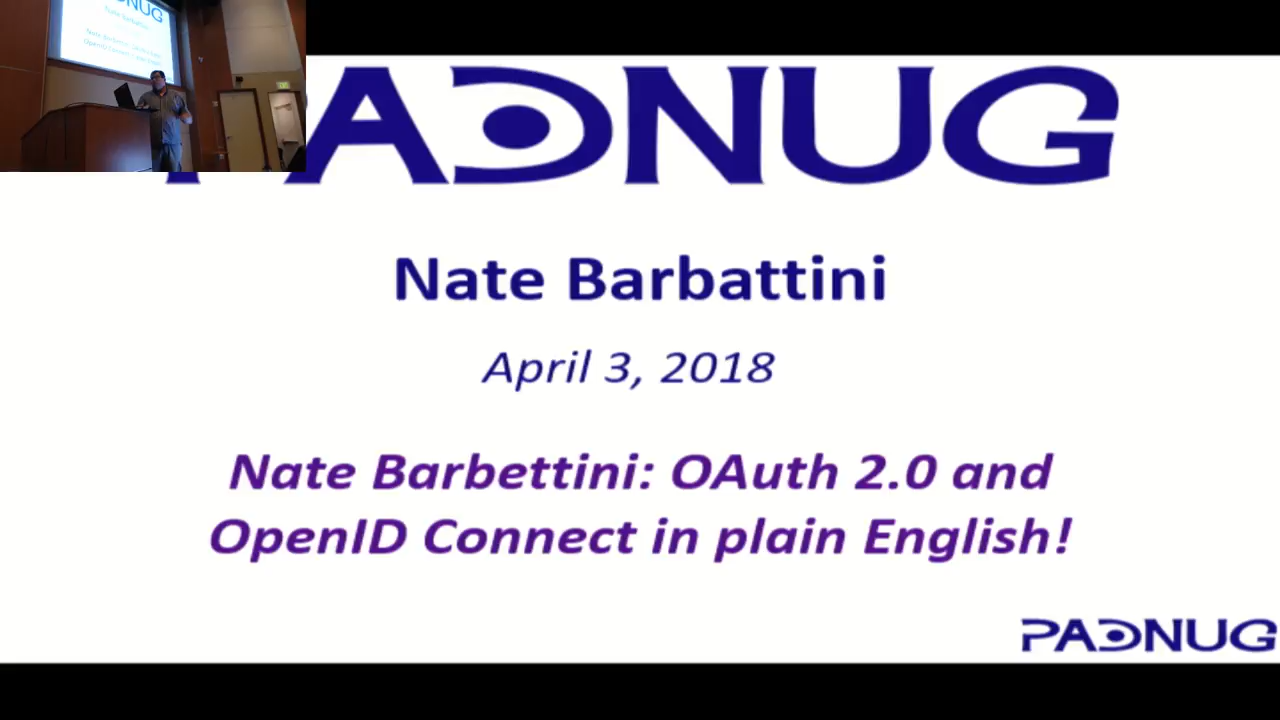 PADNUG
Nate Barbattini
April 3, 2018
Nate Barbettini: OAuth 2.0 and
OpenID Connect in plain English!
PADNUG